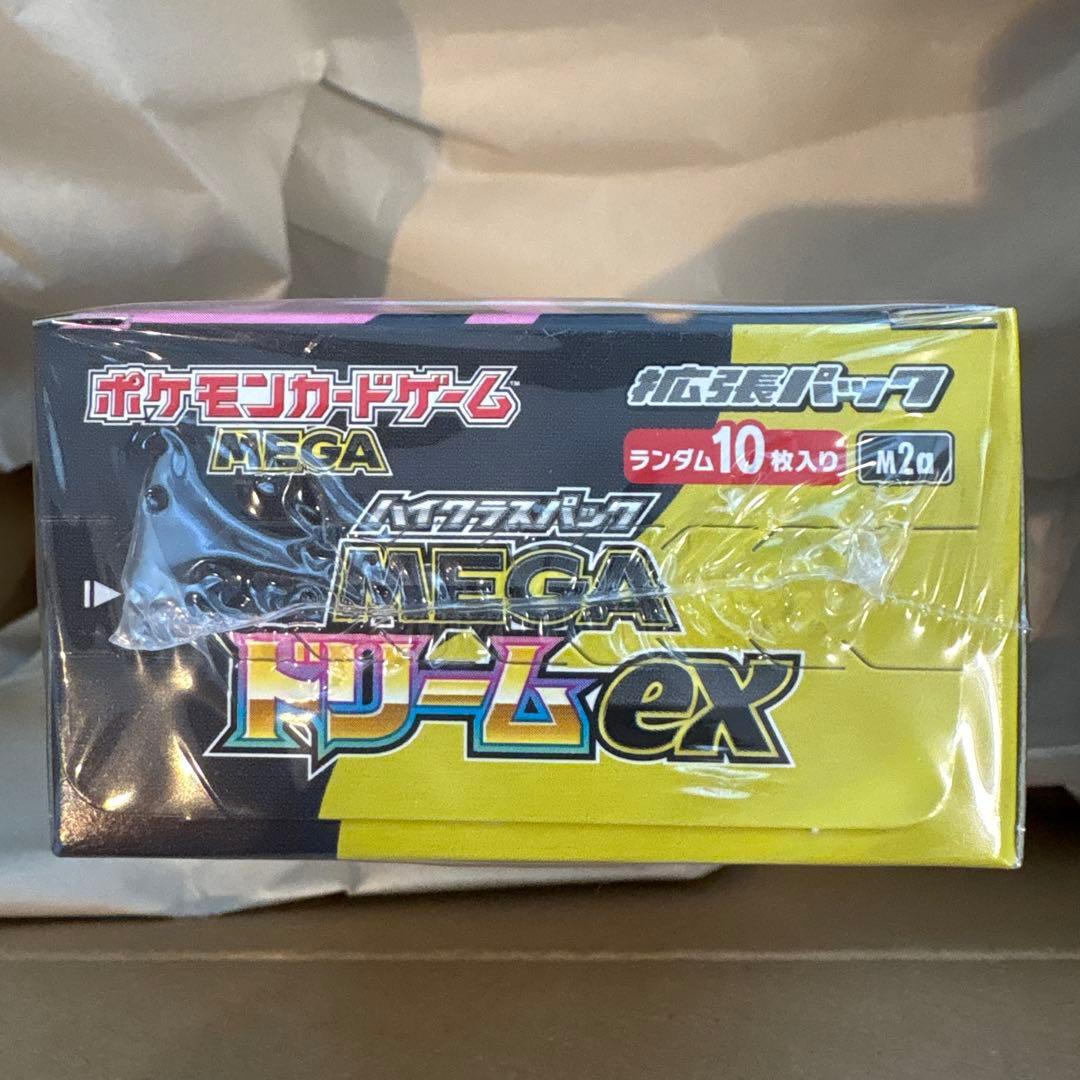 ポケモンカードゲーム™
MEGA
拡張パック
ランダム10枚入り
M2a
ハイクラスパック
MEGA
ドリームex